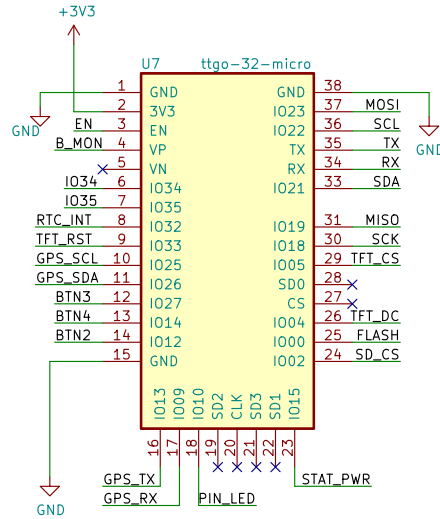 +3V3
U7 ttgo-32-micro
1 GND GND 38
2 3V3 IO23 37 MOSI
GND EN 3 EN IO22 36 SCL GND
B_MON 4 VP TX 35 TX
5 VN RX 34 RX
IO34 6 IO34 IO21 33 SDA
IO35 7 IO35
RTC_INT 8 IO32 IO19 31 MISO
TFT_RST 9 IO33 IO18 30 SCK
GPS_SCL 10 IO25 IO05 29 TFT_CS
GPS_SDA 11 IO26 SD0 28
BTN3 12 IO27 CS 27
BTN4 13 IO14 IO04 26 TFT_DC
BTN2 14 IO12 IO00 25 FLASH
15 GND IO02 24 SD_CS
IO13 IO09 IO10 SD2 CLK SD3 SD1 IO15
16 17 18 19 20 21 22 23
GPS_TX STAT_PWR
GPS_RX PIN_LED
GND